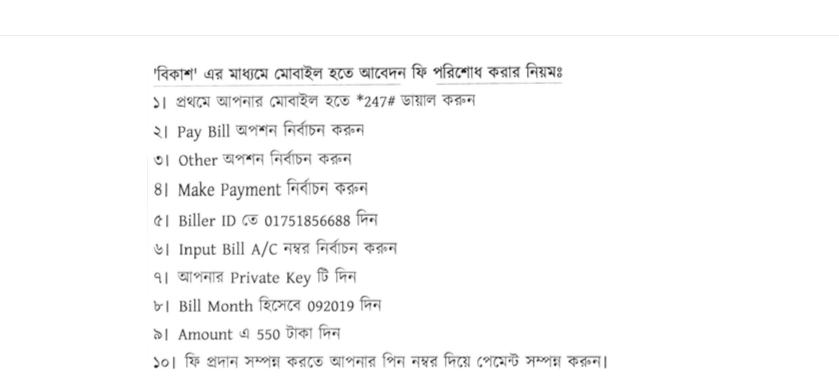 'বিকাশ' এর মাধ্যমে মোবাইল হতে আবেদন ফি পরিশোধ করার নিয়মঃ
১| প্রথমে আপনার মোবাইল হতে *247# ডায়াল করুন
২| Pay Bill অপশন নির্বাচন করুন
৩| Other অপশন নির্বাচন করুন
৪| Make Payment নির্বাচন করুন
৫| Biller ID তে 01751856688 দিন
৬| Input Bill A/C নম্বর নির্বাচন করুন
৭| আপনার Private Key টি দিন
৮| Bill Month হিসেবে 092019 দিন
৯| Amount এ 550 টাকা দিন
১০| ফি প্রদান সম্পন্ন করতে আপনার পিন নম্বর দিয়ে পেমেন্ট সম্পন্ন করুন|